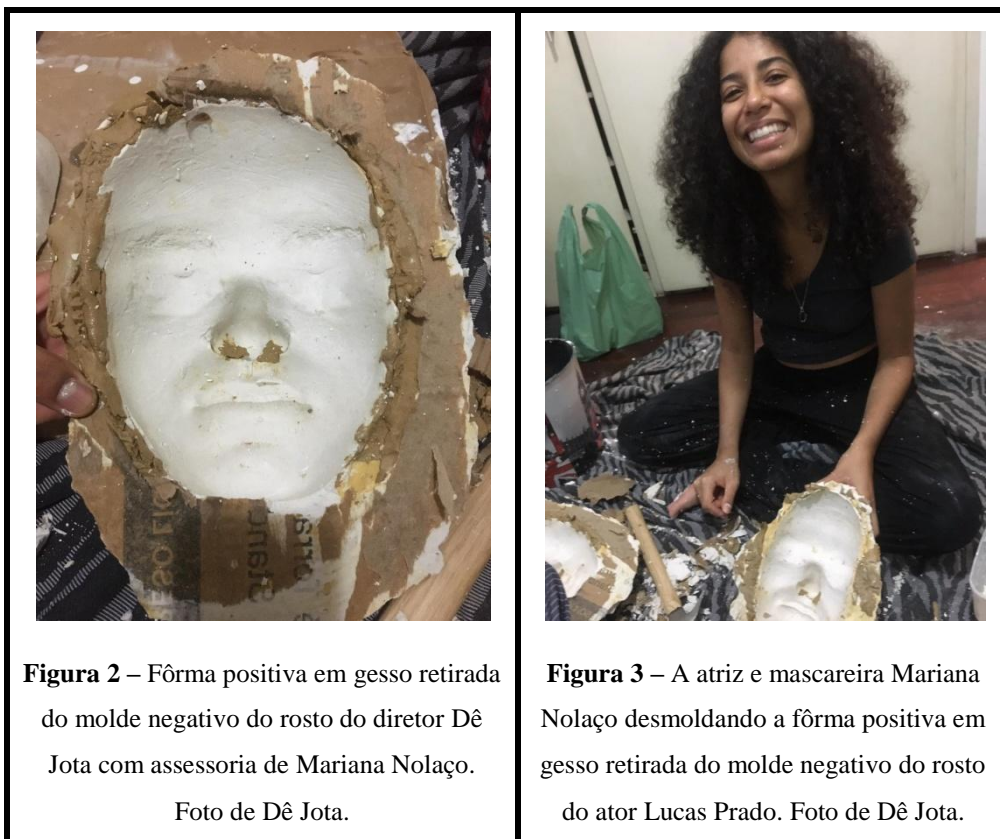 Figura 2 – Fôrma positiva em gesso retirada
do molde negativo do rosto do diretor Dê
Jota com assessoria de Mariana Nolaço.
Foto de Dê Jota.
Figura 3 – A atriz e mascareira Mariana
Nolaço desmoldando a fôrma positiva em
gesso retirada do molde negativo do rosto
do ator Lucas Prado. Foto de Dê Jota.